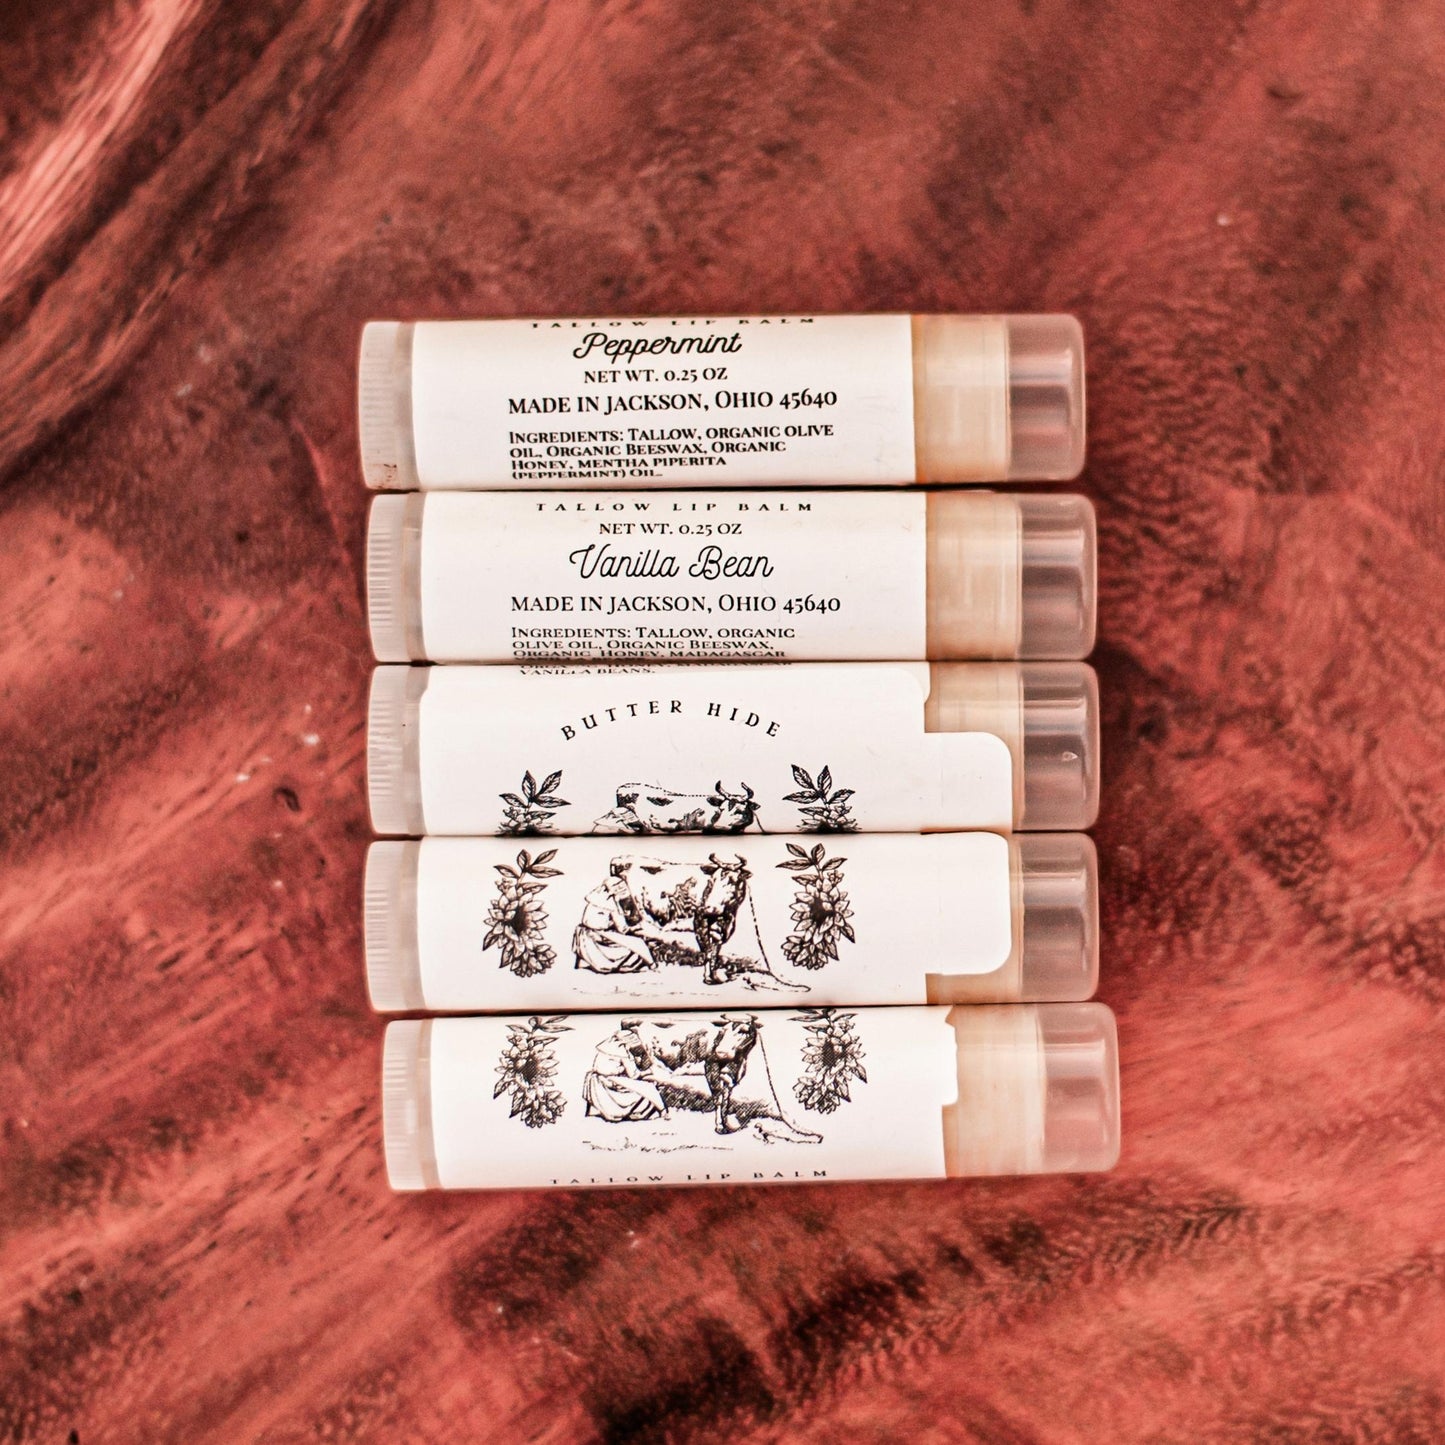 TALLOW LIP BALM
Peppermint
NET WT. 0.25 OZ
MADE IN JACKSON, OHIO 45640
INGREDIENTS: TALLOW, ORGANIC OLIVE
OIL, ORGANIC BEESWAX, ORGANIC
HONEY, MENTHA PIPERITA
(PEPPERMINT) OIL.
TALLOW LIP BALM
NET WT. 0.25 OZ
Vanilla Bean
MADE IN JACKSON, OHIO 45640
INGREDIENTS: TALLOW, ORGANIC
OLIVE OIL, ORGANIC BEESWAX,
ORGANIC HONEY, MADAGASCAR
VANILLA BEANS.
BUTTER HIDE
TALLOW LIP BALM